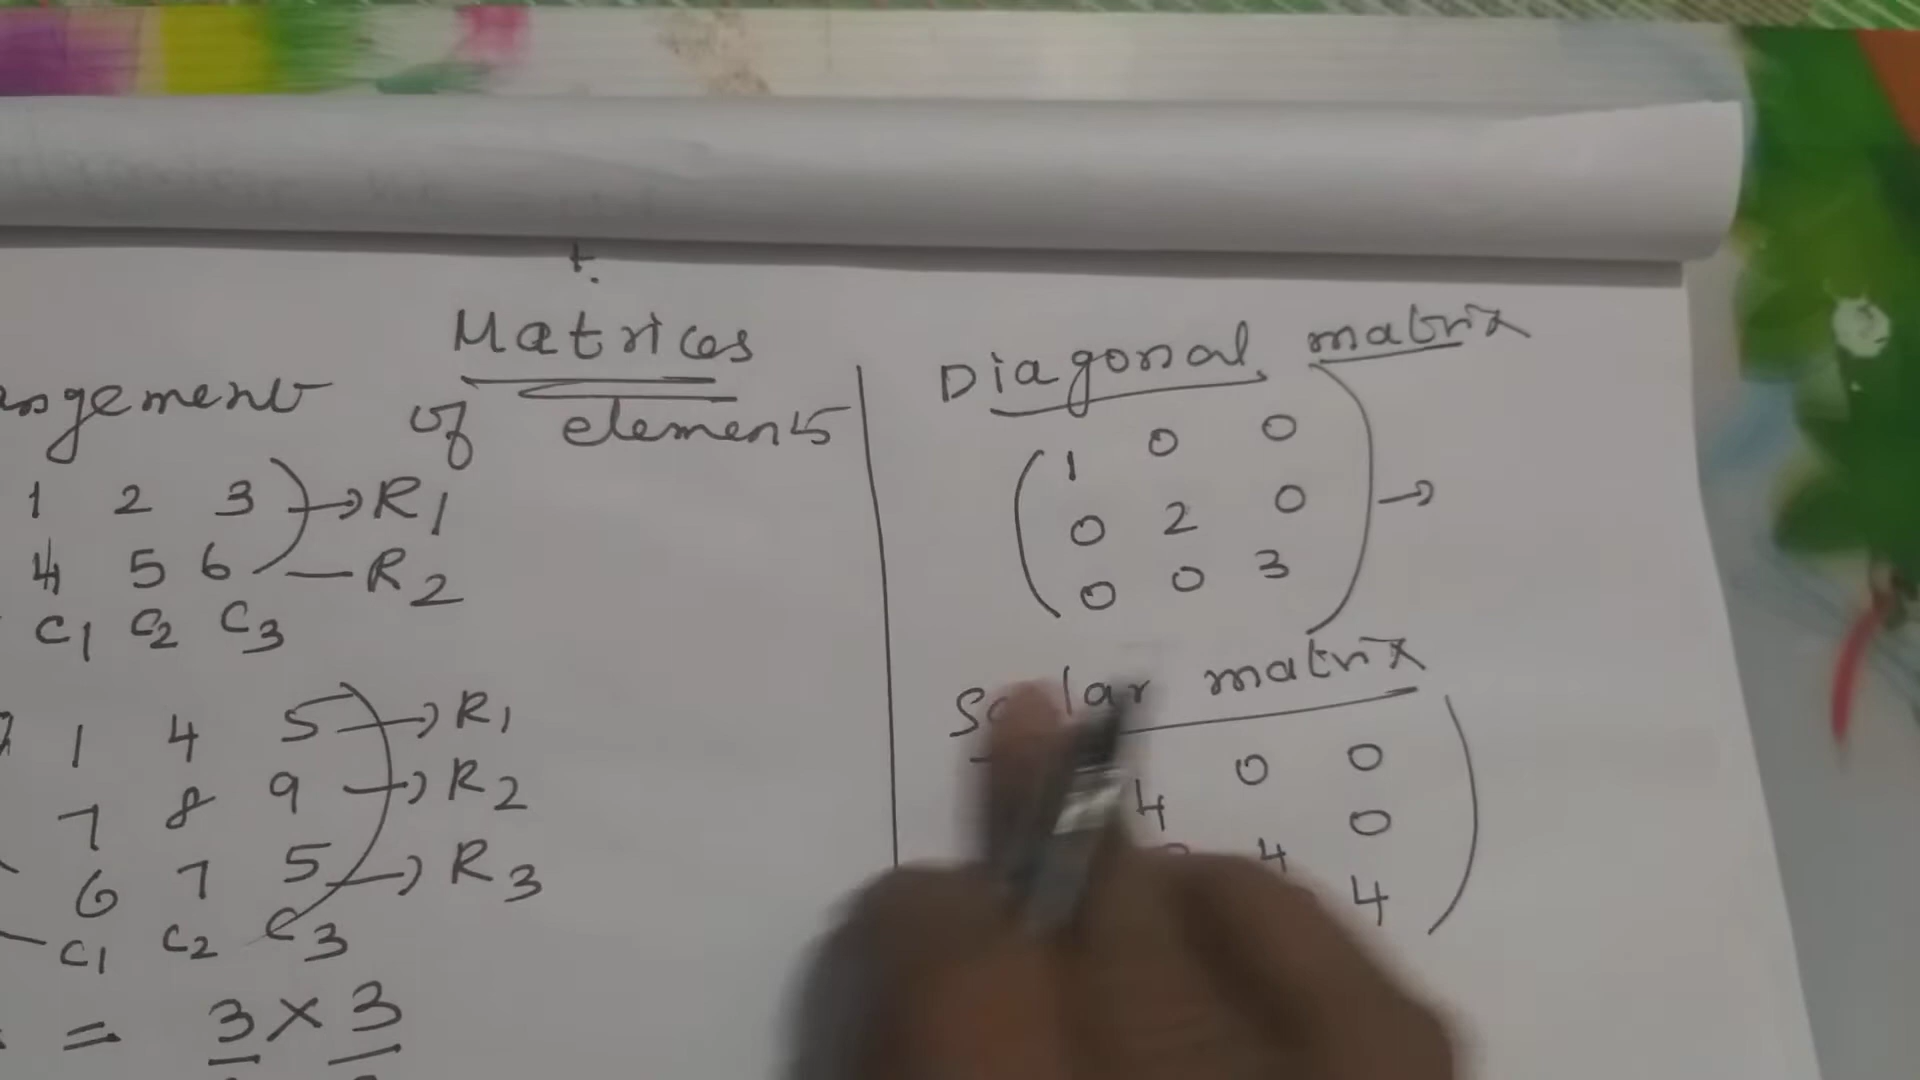 Matrices
of elements
1 2 3 → R1
4 5 6 — R2
C1 C2 C3
1 4 5 → R1
7 8 9 → R2
6 7 5 → R3
C1 C2 C3
= 3 × 3
Diagonal matrix
1 0 0
0 2 0 →
0 0 3
Scalar matrix
4 0 0
4 0
4